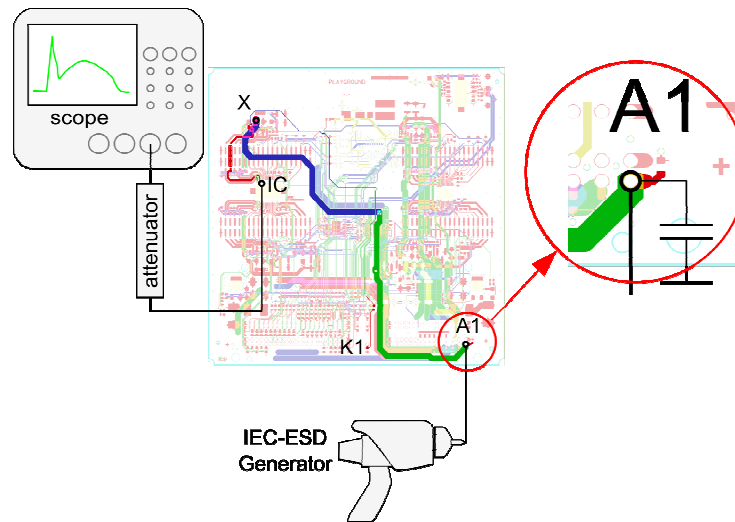 scope
attenuator
X
IC
PLAYGROUND
K1
A1
A1
IEC-ESD
Generator